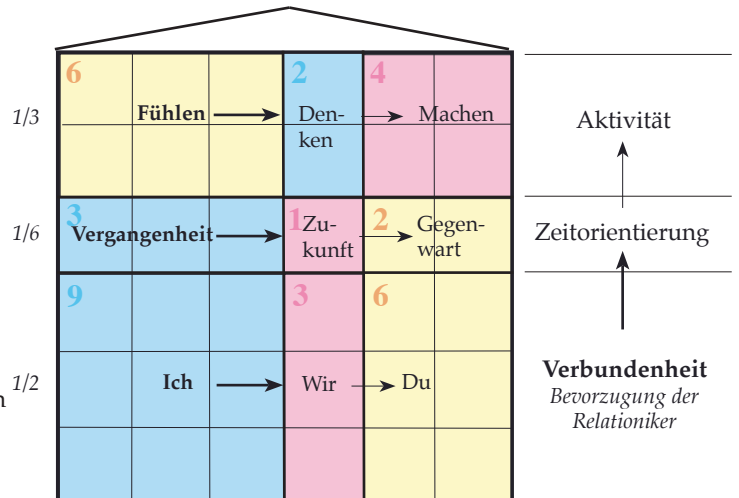 6 2 4
1/3 Fühlen Den- Machen Aktivität
ken
3 1 2
1/6 Vergangenheit Zu- Gegen- Zeitorientierung
kunft wart
9 3 6
1/2 Ich Wir Du Verbundenheit
n Bevorzugung der
Relationiker